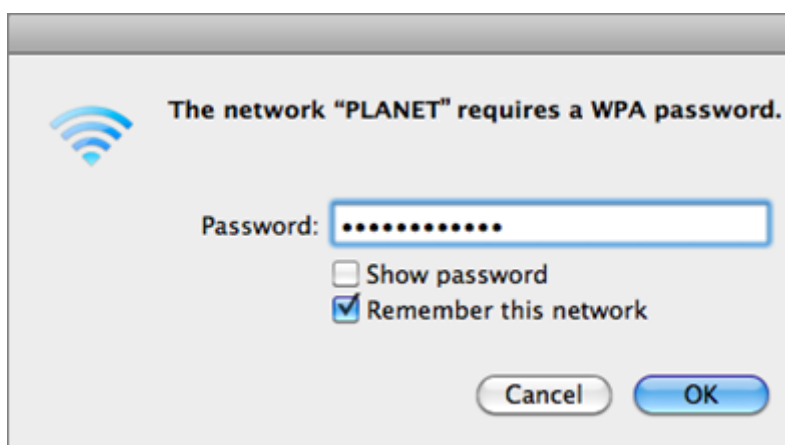 The network “PLANET” requires a WPA password.
Password: ••••••••••••
Show password
Remember this network
Cancel OK